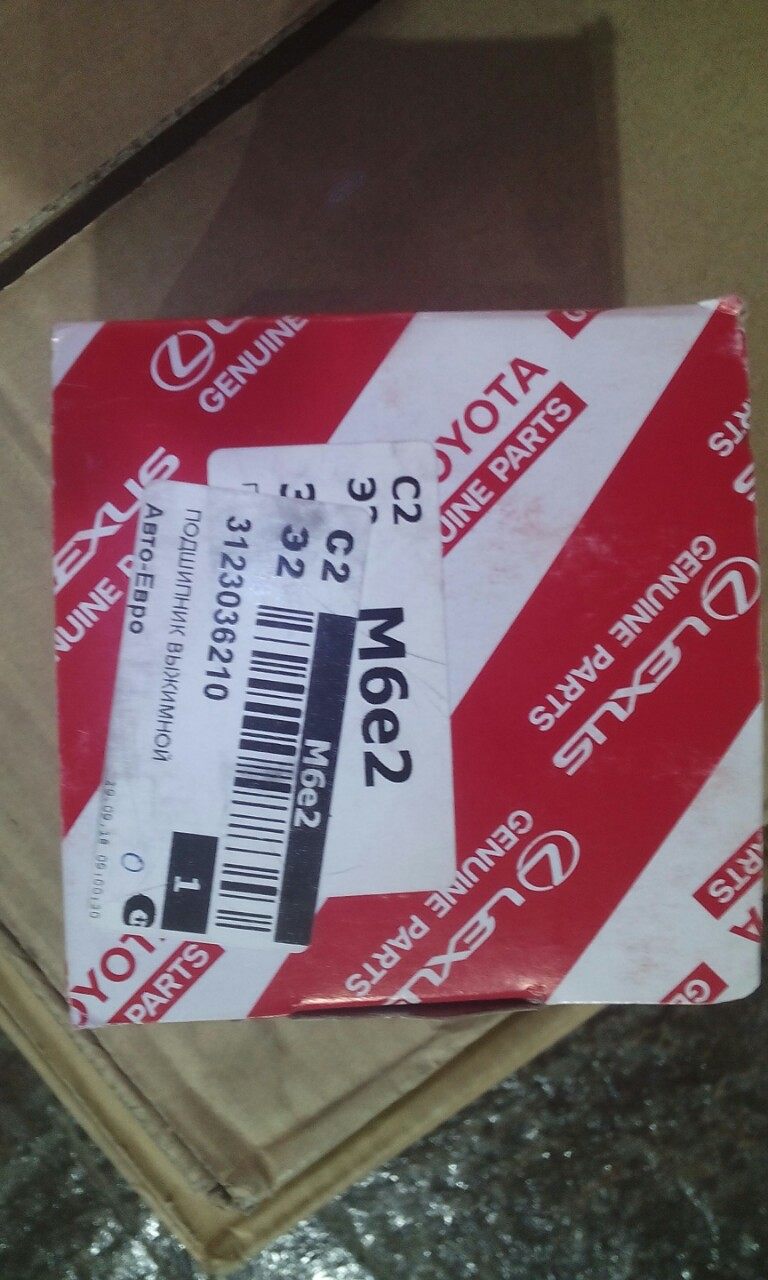 LEXUS
GENUINE
TOYOTA
GENUINE PARTS
LEXUS
GENUINE PARTS
LEXUS
GENUINE PARTS
PARTS
PARTS
C2
M6e2
C2
32
M6e2
3123036210
ПОДШИПНИК ВЫЖИМНОЙ
Авто-Евро
1